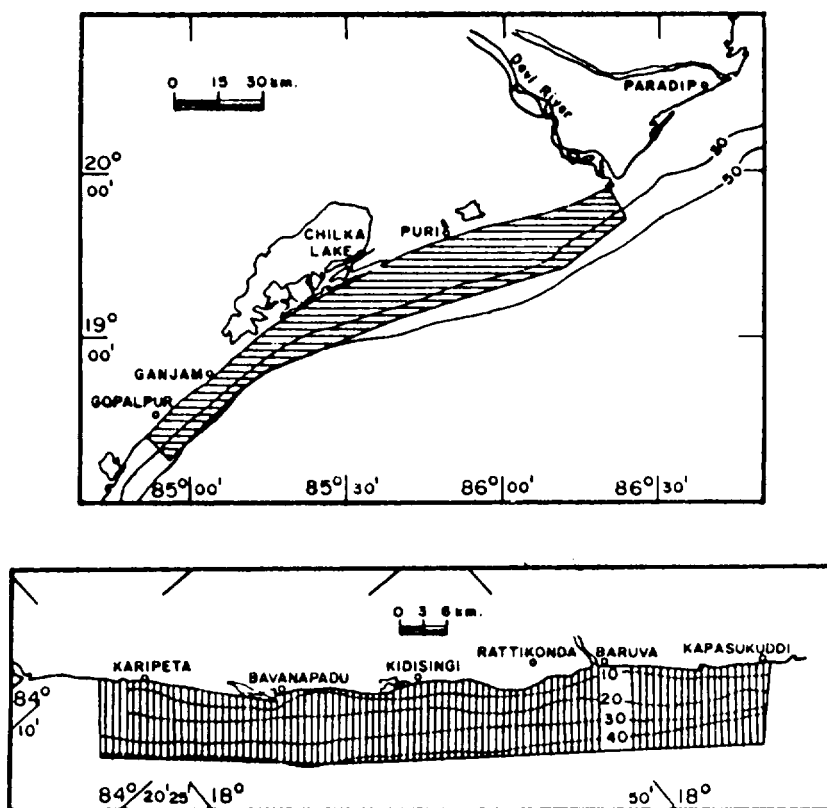 0 15 30 km.
Devi River
PARADIP
30
50
20°
00'
PURI
CHILKA
LAKE
19°
00'
GANJAM
GOPALPUR
85° 00' 85° 30' 86° 00' 86° 30'
0 3 6 km.
KARIPETA
BAVANAPADU
KIDISINGI
RATTIKONDA
BARUVA
KAPASUKUDDI
84°
10'
10
20
30
40
84° 20' 25' 18° 50' 18°